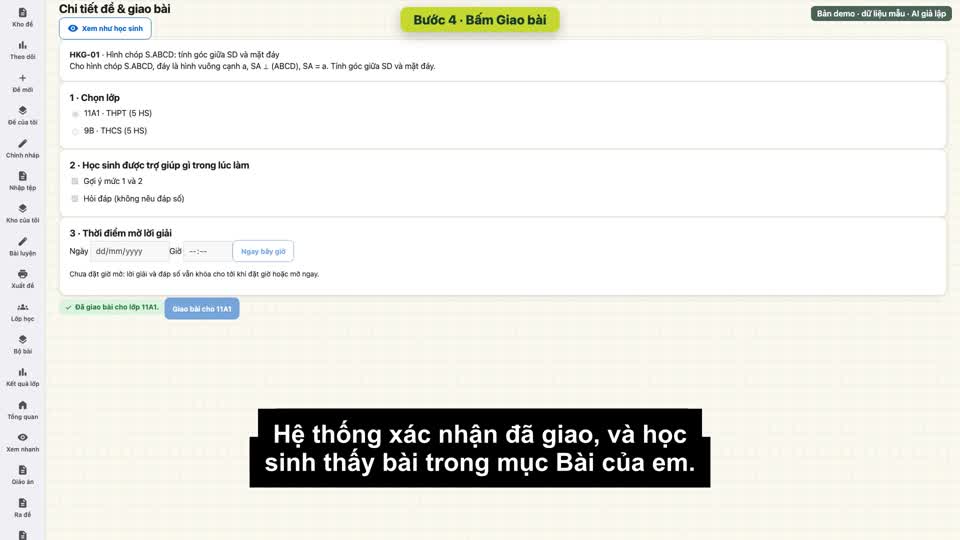 Chi tiết đề & giao bài
Bước 4 · Bấm Giao bài
Bản demo · dữ liệu mẫu · AI giả lập
Xem như học sinh
Kho đề
Theo dõi
Đề mới
Đề của tôi
Chỉnh nháp
Nhập tệp
Kho của tôi
Bài luyện
Xuất đề
Lớp học
Bộ bài
Kết quả lớp
Tổng quan
Xem nhanh
Giáo án
Ra đề
HKG-01 · Hình chóp S.ABCD: tính góc giữa SD và mặt đáy
Cho hình chóp S.ABCD, đáy là hình vuông cạnh a, SA ⊥ (ABCD), SA = a. Tính góc giữa SD và mặt đáy.
1 · Chọn lớp
11A1 · THPT (5 HS)
9B · THCS (5 HS)
2 · Học sinh được trợ giúp gì trong lúc làm
Gợi ý mức 1 và 2
Hỏi đáp (không nêu đáp số)
3 · Thời điểm mở lời giải
Ngày dd/mm/yyyy Giờ --:-- Ngay bây giờ
Chưa đặt giờ mở: lời giải và đáp số vẫn khóa cho tới khi đặt giờ hoặc mở ngay.
✓ Đã giao bài cho lớp 11A1. Giao bài cho 11A1
Hệ thống xác nhận đã giao, và học
sinh thấy bài trong mục Bài của em.